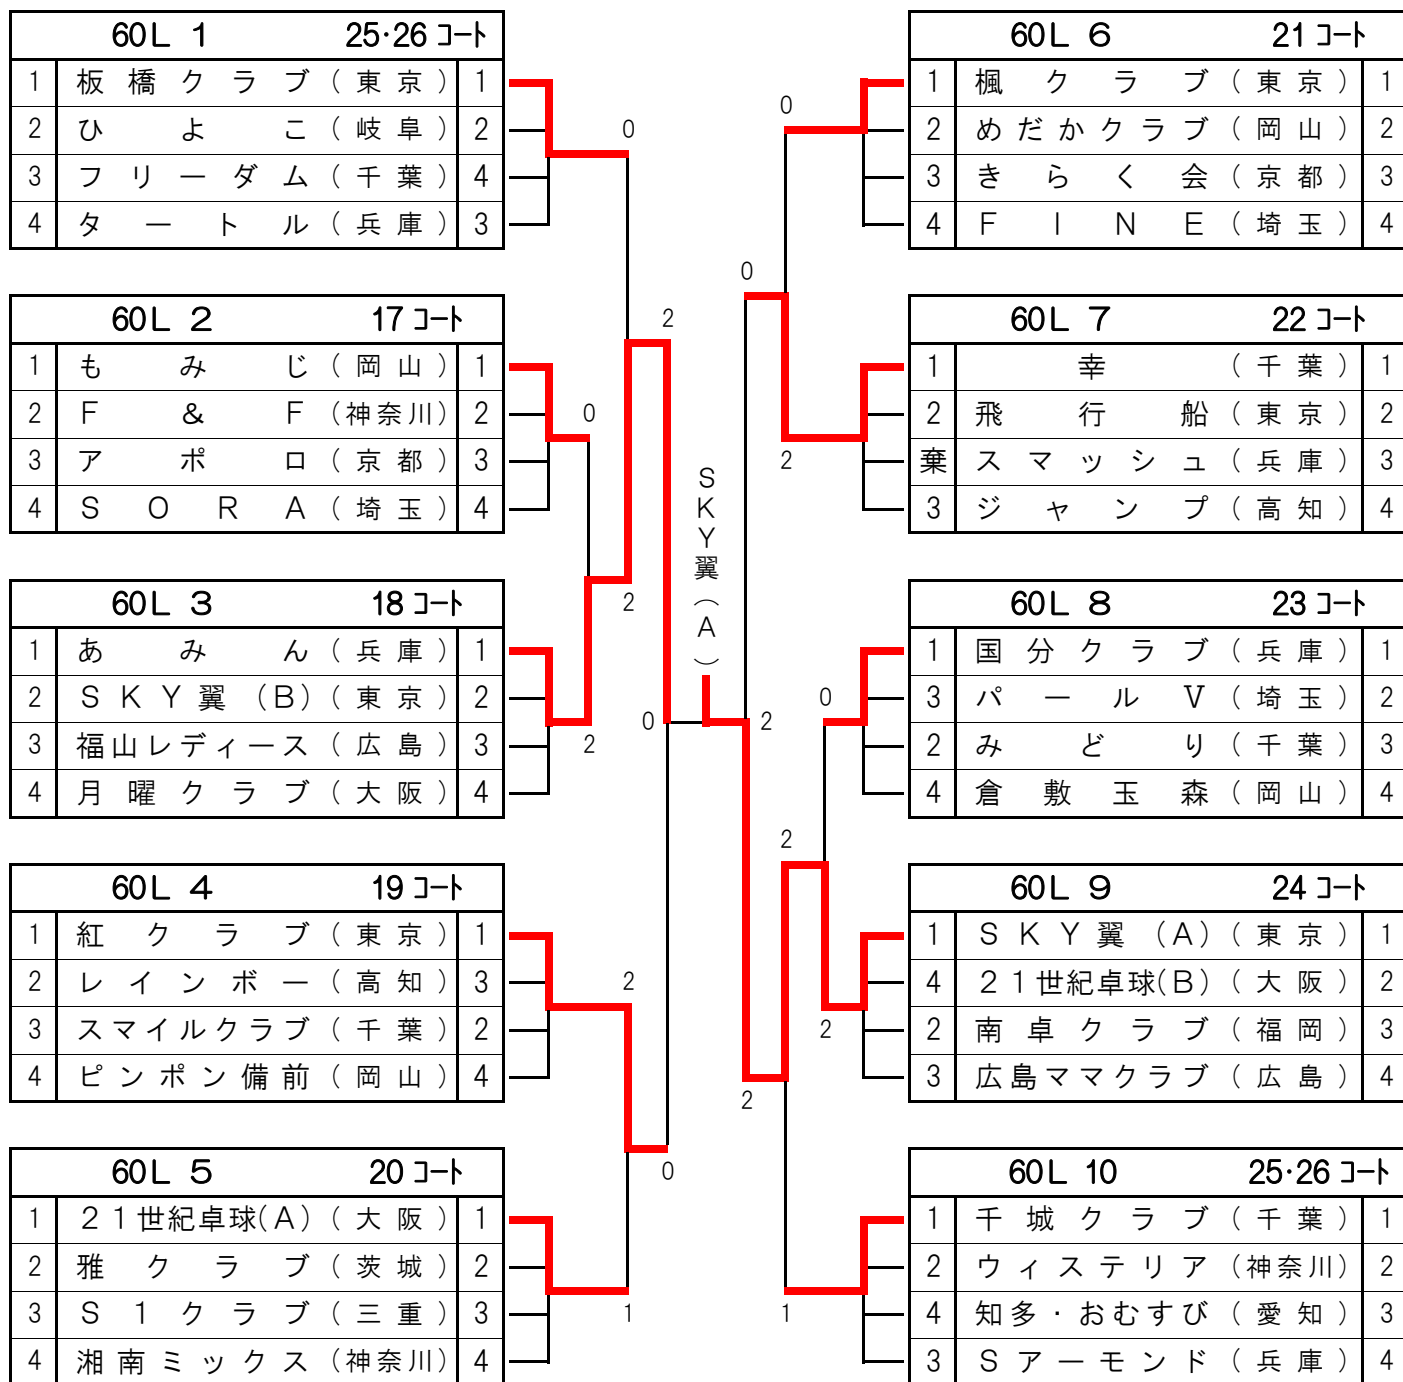 60L 1 25·26 コート
1 板橋クラブ (東京) 1
2 ひよこ (岐阜) 2
3 フリーダム (千葉) 4
4 タートル (兵庫) 3
60L 2 17 コート
1 もみじ (岡山) 1
2 F & F (神奈川) 2
3 アポロ (京都) 3
4 SORA (埼玉) 4
60L 3 18 コート
1 あみん (兵庫) 1
2 SKY翼(B) (東京) 2
3 福山レディース (広島) 3
4 月曜クラブ (大阪) 4
60L 4 19 コート
1 紅クラブ (東京) 1
2 レインボー (高知) 3
3 スマイルクラブ (千葉) 2
4 ピンポン備前 (岡山) 4
60L 5 20 コート
1 21世紀卓球(A) (大阪) 1
2 雅クラブ (茨城) 2
3 S1クラブ (三重) 3
4 湘南ミックス (神奈川) 4
0
2
0
2
2
0
2
0
1
SKY翼(A)
0
0
2
2
0
2
2
2
1
60L 6 21 コート
1 楓クラブ (東京) 1
2 めだかクラブ (岡山) 2
3 きらく会 (京都) 3
4 FINE (埼玉) 4
60L 7 22 コート
1 幸 (千葉) 1
2 飛行船 (東京) 2
棄 スマッシュ (兵庫) 3
3 ジャンプ (高知) 4
60L 8 23 コート
1 国分クラブ (兵庫) 1
3 パールV (埼玉) 2
2 みどり (千葉) 3
4 倉敷玉森 (岡山) 4
60L 9 24 コート
1 SKY翼(A) (東京) 1
4 21世紀卓球(B) (大阪) 2
2 南卓クラブ (福岡) 3
3 広島ママクラブ (広島) 4
60L 10 25·26 コート
1 千城クラブ (千葉) 1
2 ウィステリア (神奈川) 2
4 知多・おむすび (愛知) 3
3 Sアーモンド (兵庫) 4